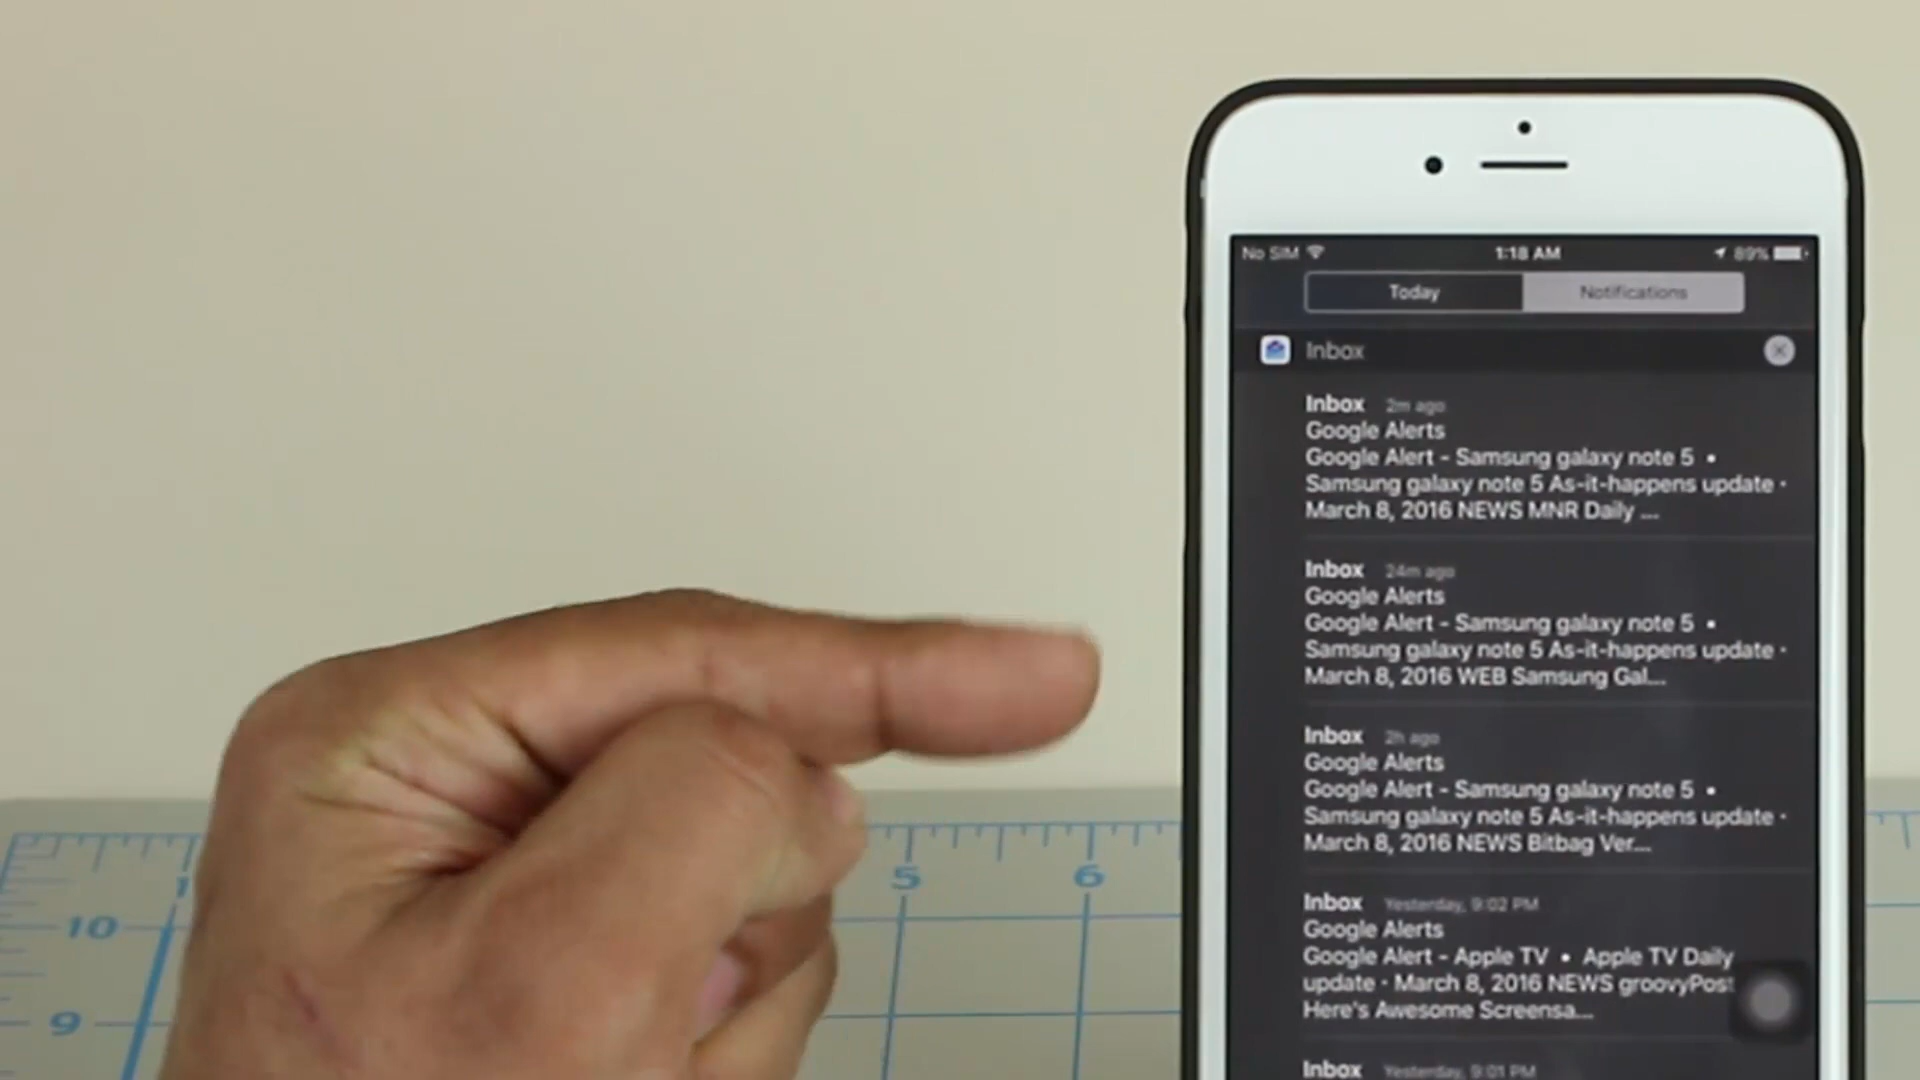 No SIM 1:18 AM 89%
Today Notifications
Inbox
Inbox 2m ago
Google Alerts
Google Alert - Samsung galaxy note 5 •
Samsung galaxy note 5 As-it-happens update ·
March 8, 2016 NEWS MNR Daily ...
Inbox 24m ago
Google Alerts
Google Alert - Samsung galaxy note 5 •
Samsung galaxy note 5 As-it-happens update ·
March 8, 2016 WEB Samsung Gal...
Inbox 2h ago
Google Alerts
Google Alert - Samsung galaxy note 5 •
Samsung galaxy note 5 As-it-happens update ·
March 8, 2016 NEWS Bitbag Ver...
Inbox Yesterday, 9:02 PM
Google Alerts
Google Alert - Apple TV • Apple TV Daily
update · March 8, 2016 NEWS groovyPost
Here's Awesome Screensa...
Inbox Yesterday, 9:01 PM
1 5 6
10
9